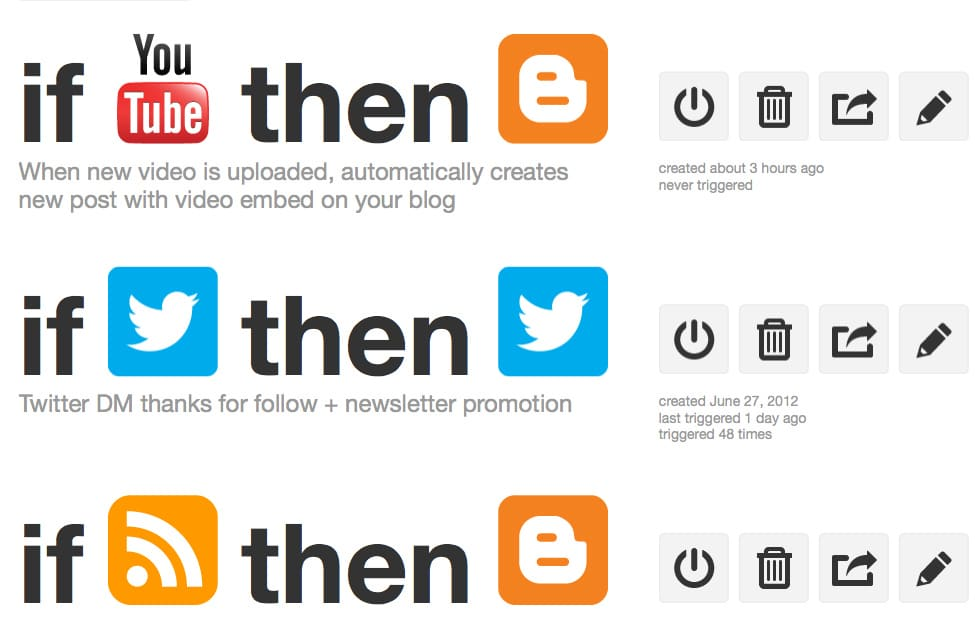 if You Tube then
When new video is uploaded, automatically creates
new post with video embed on your blog
created about 3 hours ago
never triggered
if then
Twitter DM thanks for follow + newsletter promotion
created June 27, 2012
last triggered 1 day ago
triggered 48 times
if then